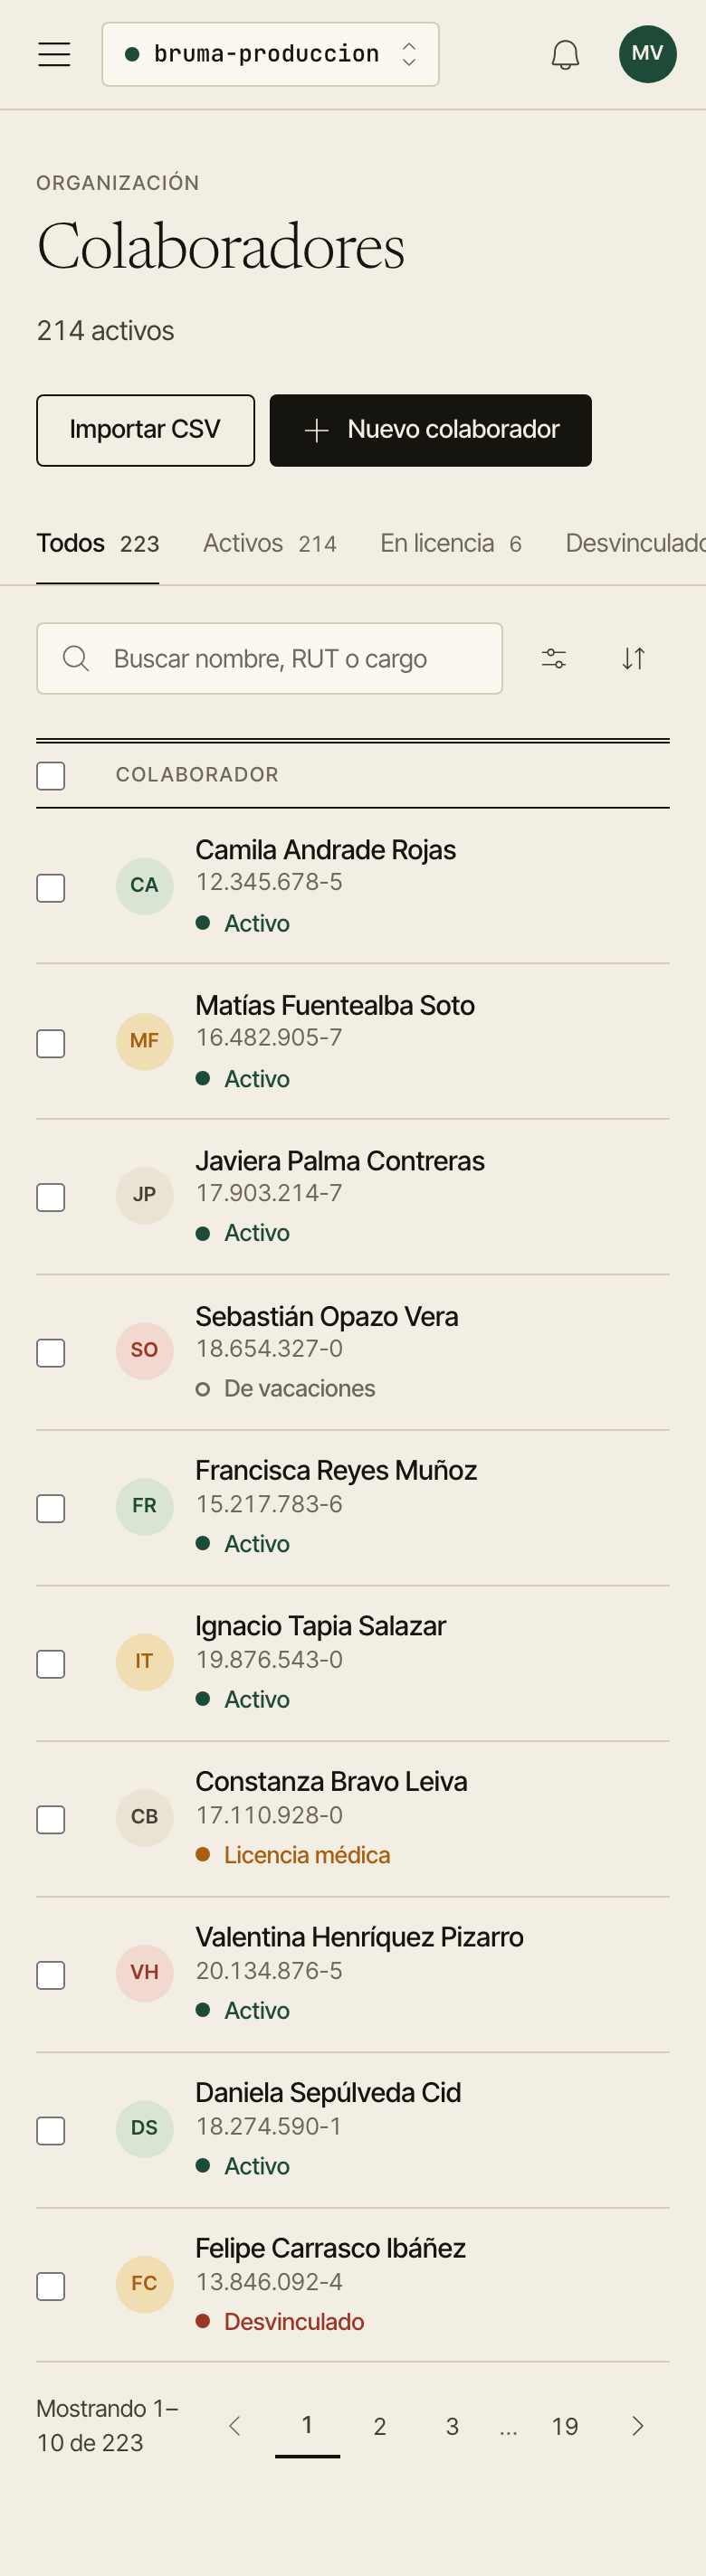 bruma-produccion
MV
ORGANIZACIÓN
Colaboradores
214 activos
Importar CSV
Nuevo colaborador
Todos 223 Activos 214 En licencia 6 Desvinculado
Buscar nombre, RUT o cargo
COLABORADOR
CA
Camila Andrade Rojas
12.345.678-5
Activo
MF
Matías Fuentealba Soto
16.482.905-7
Activo
JP
Javiera Palma Contreras
17.903.214-7
Activo
SO
Sebastián Opazo Vera
18.654.327-0
De vacaciones
FR
Francisca Reyes Muñoz
15.217.783-6
Activo
IT
Ignacio Tapia Salazar
19.876.543-0
Activo
CB
Constanza Bravo Leiva
17.110.928-0
Licencia médica
VH
Valentina Henríquez Pizarro
20.134.876-5
Activo
DS
Daniela Sepúlveda Cid
18.274.590-1
Activo
FC
Felipe Carrasco Ibáñez
13.846.092-4
Desvinculado
Mostrando 1–
10 de 223
1 2 3 ... 19